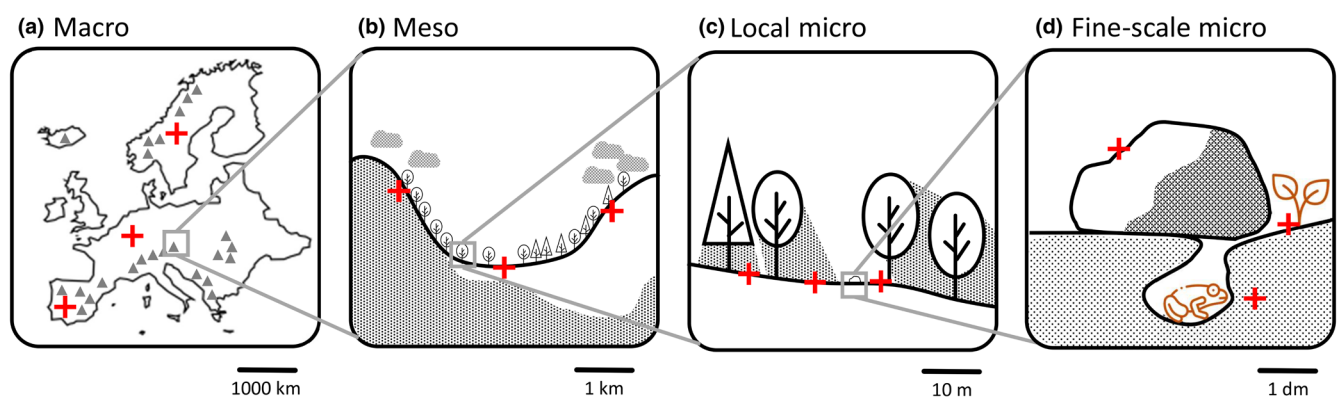 (a) Macro
(b) Meso
(c) Local micro
(d) Fine-scale micro
1000 km
1 km
10 m
1 dm